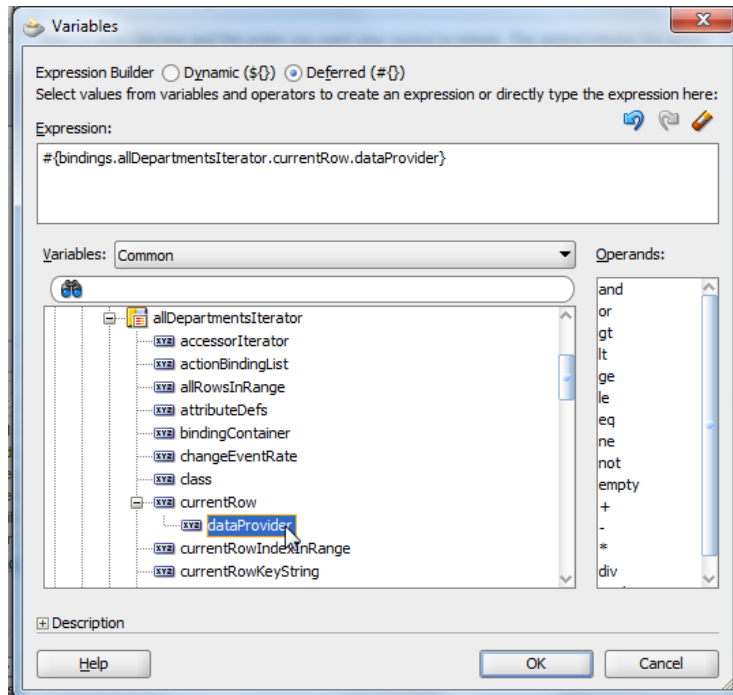 Variables
Expression Builder Dynamic (${}) Deferred (#{})
Select values from variables and operators to create an expression or directly type the expression here:
Expression:
#{bindings.allDepartmentsIterator.currentRow.dataProvider}
Variables: Common
Operands:
allDepartmentsIterator
accessorIterator
actionBindingList
allRowsInRange
attributeDefs
bindingContainer
changeEventRate
class
currentRow
dataProvider
currentRowIndexInRange
currentRowKeyString
and
or
gt
lt
ge
le
eq
ne
not
empty
+
-
*
div
Description
Help
OK
Cancel